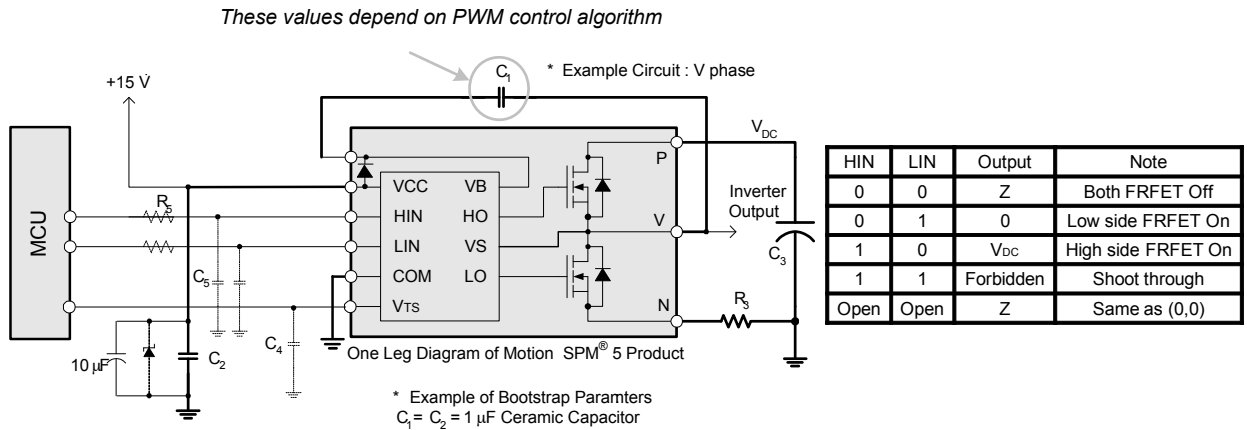 These values depend on PWM control algorithm
C1
* Example Circuit : V phase
+15 V
MCU
R5
C5
10 μF
C2
C4
VCC VB
HIN HO
LIN VS
COM LO
VTS
P
V
N
One Leg Diagram of Motion SPM® 5 Product
VDC
Inverter
Output
C3
R3
* Example of Bootstrap Paramters
C1= C2 = 1 μF Ceramic Capacitor
HIN LIN Output Note
0 0 Z Both FRFET Off
0 1 0 Low side FRFET On
1 0 VDC High side FRFET On
1 1 Forbidden Shoot through
Open Open Z Same as (0,0)